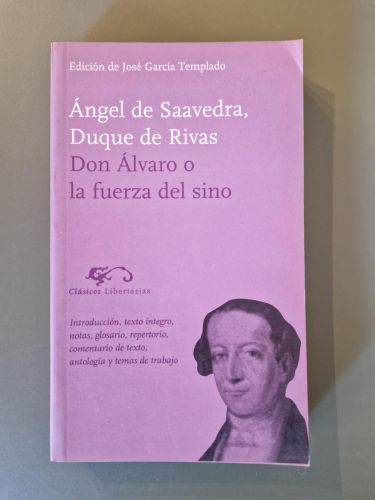 Edición de José García Templado
Ángel de Saavedra,
Duque de Rivas
Don Álvaro o
la fuerza del sino
Clásicos Libertarias
Introducción, texto íntegro,
notas, glosario, repertorio,
comentario de texto,
antología y temas de trabajo